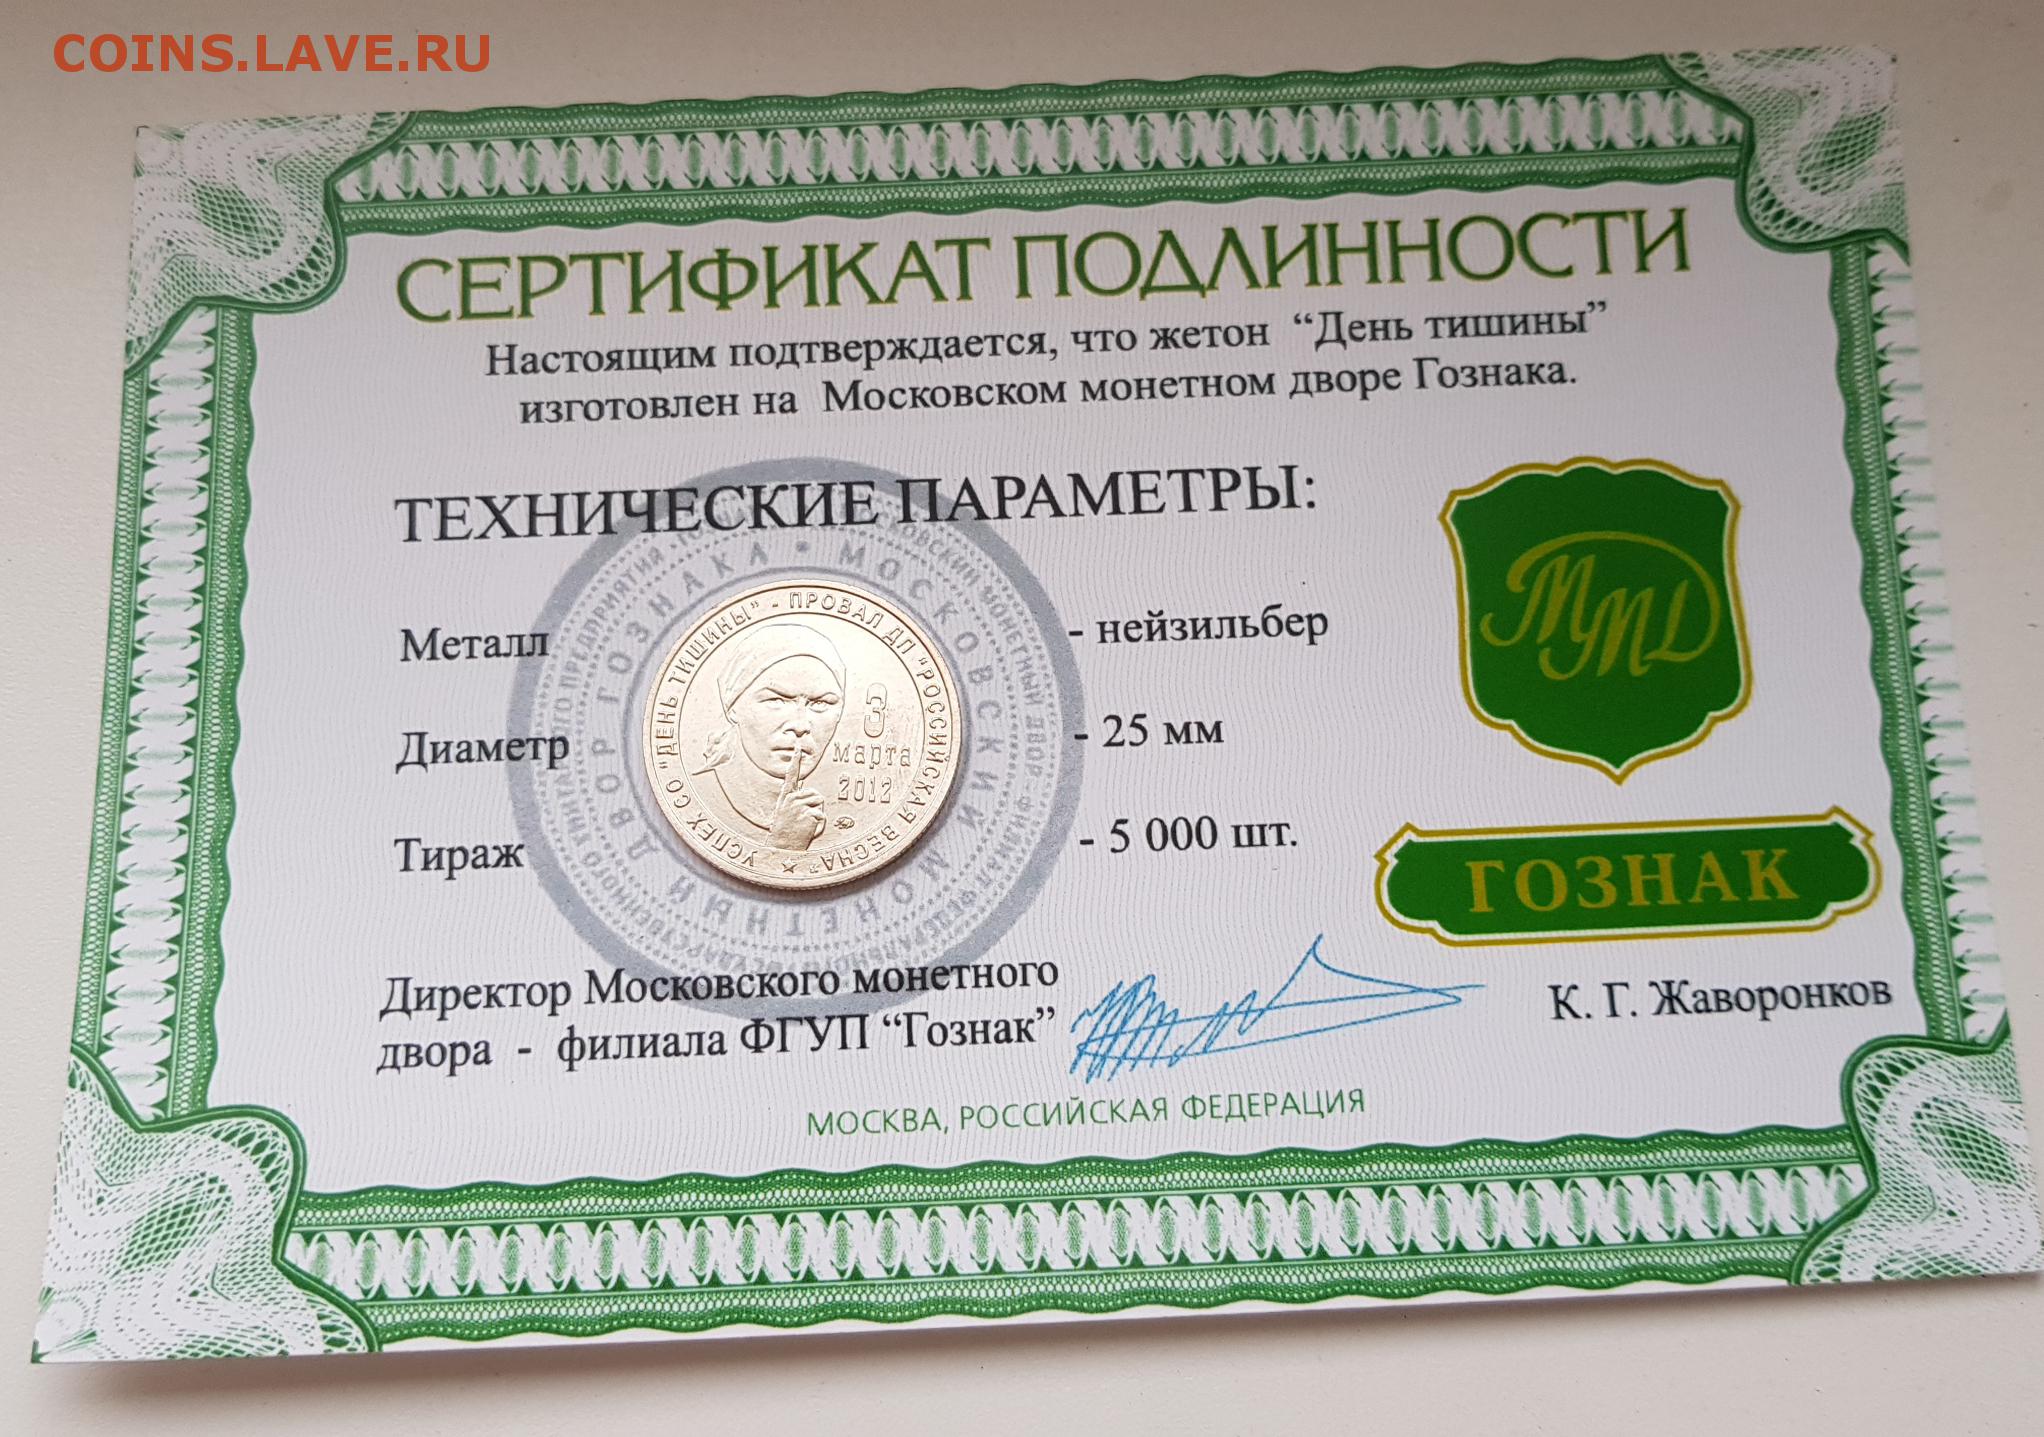 COINS.LAVE.RU
СЕРТИФИКАТ ПОДЛИННОСТИ
Настоящим подтверждается, что жетон “День тишины”
изготовлен на Московском монетном дворе Гознака.
ТЕХНИЧЕСКИЕ ПАРАМЕТРЫ:
Металл - нейзильбер
Диаметр - 25 мм
Тираж - 5 000 шт.
МОСКОВСКИЙ МОНЕТНЫЙ ДВОР ГОЗНАКА
УСПЕХ СО "ДЕНЬ ТИШИНЫ" - ПРОВАЛ ДП "РОССИЙСКАЯ ВЕСНА"
3
марта
2012
ММД
ГОЗНАК
Директор Московского монетного
двора - филиала ФГУП “Гознак”
К. Г. Жаворонков
МОСКВА, РОССИЙСКАЯ ФЕДЕРАЦИЯ